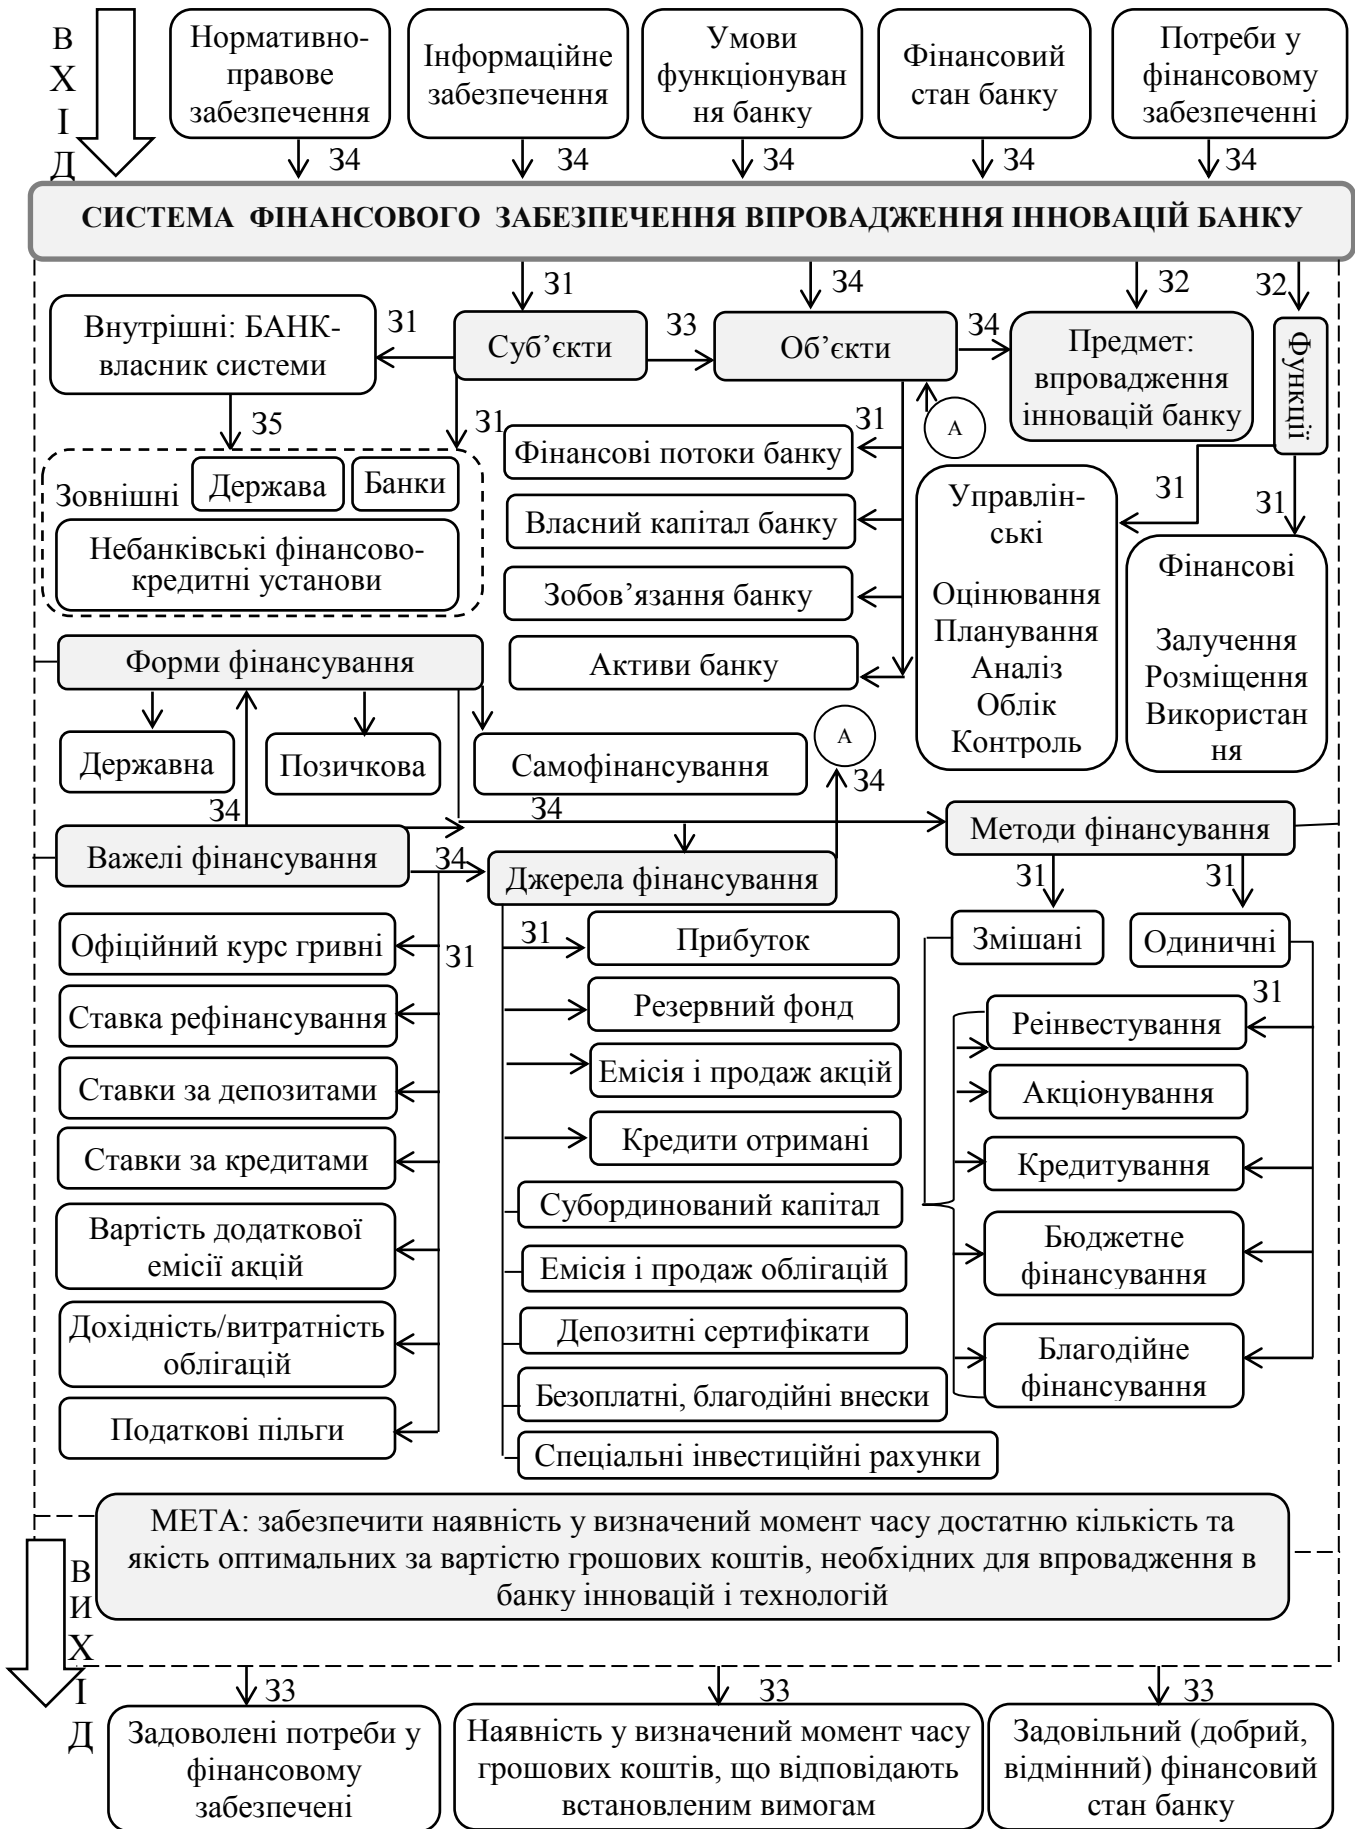 В
Х
І
Д
Нормативно-
правове
забезпечення
Інформаційне
забезпечення
Умови
функціонуван
ня банку
Фінансовий
стан банку
Потреби у
фінансовому
забезпеченні
З4
З4
З4
З4
З4
СИСТЕМА ФІНАНСОВОГО ЗАБЕЗПЕЧЕННЯ ВПРОВАДЖЕННЯ ІННОВАЦІЙ БАНКУ
З1
З4
З2
З2
Внутрішні: БАНК-
власник системи
З1
Суб’єкти
З3
Об’єкти
З4
Предмет:
впровадження
інновацій банку
Функції
З5
З1
З1
А
Зовнішні
Держава
Банки
Небанківські фінансово-
кредитні установи
Фінансові потоки банку
Власний капітал банку
Зобов’язання банку
Активи банку
З1
З1
Управлін-
ські
Оцінювання
Планування
Аналіз
Облік
Контроль
Фінансові
Залучення
Розміщення
Використан
ня
Форми фінансування
Державна
Позичкова
Самофінансування
А
З4
З4
З4
Важелі фінансування
З4
Джерела фінансування
Методи фінансування
З1
З1
Офіційний курс гривні
З1
Ставка рефінансування
Ставки за депозитами
Ставки за кредитами
Вартість додаткової
емісії акцій
Дохідність/витратність
облігацій
Податкові пільги
З1
Прибуток
Резервний фонд
Емісія і продаж акцій
Кредити отримані
Субординований капітал
Емісія і продаж облігацій
Депозитні сертифікати
Безоплатні, благодійні внески
Спеціальні інвестиційні рахунки
Змішані
Одиничні
З1
Реінвестування
Акціонування
Кредитування
Бюджетне
фінансування
Благодійне
фінансування
МЕТА: забезпечити наявність у визначений момент часу достатню кількість та
якість оптимальних за вартістю грошових коштів, необхідних для впровадження в
банку інновацій і технологій
В
И
Х
І
Д
З3
З3
З3
Задоволені потреби у
фінансовому
забезпечені
Наявність у визначений момент часу
грошових коштів, що відповідають
встановленим вимогам
Задовільний (добрий,
відмінний) фінансовий
стан банку